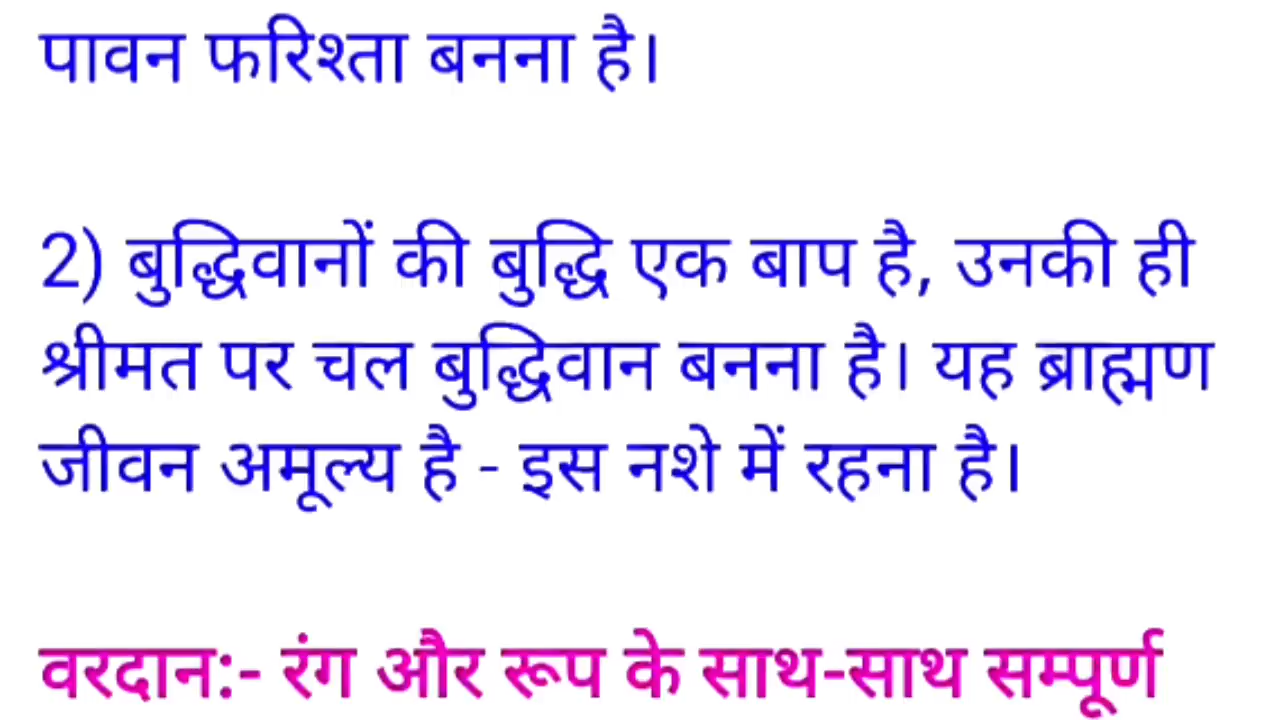 पावन फरिश्ता बनना है।
2) बुद्धिवानों की बुद्धि एक बाप है, उनकी ही
श्रीमत पर चल बुद्धिवान बनना है। यह ब्राह्मण
जीवन अमूल्य है - इस नशे में रहना है।
वरदान:- रंग और रूप के साथ-साथ सम्पूर्ण